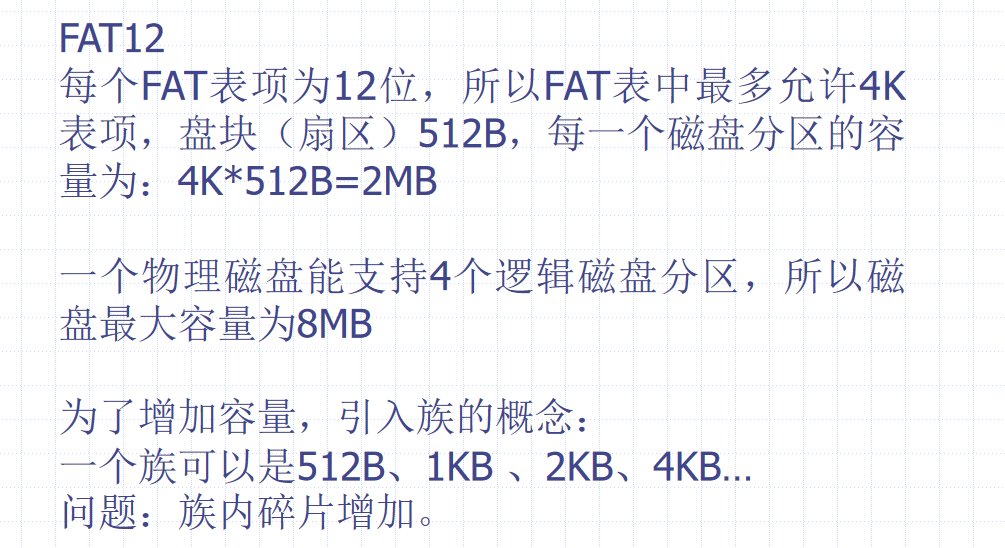 FAT12
每个FAT表项为12位，所以FAT表中最多允许4K
表项，盘块（扇区）512B，每一个磁盘分区的容
量为：4K*512B=2MB
一个物理磁盘能支持4个逻辑磁盘分区，所以磁
盘最大容量为8MB
为了增加容量，引入族的概念：
一个族可以是512B、1KB 、2KB、4KB…
问题：族内碎片增加。